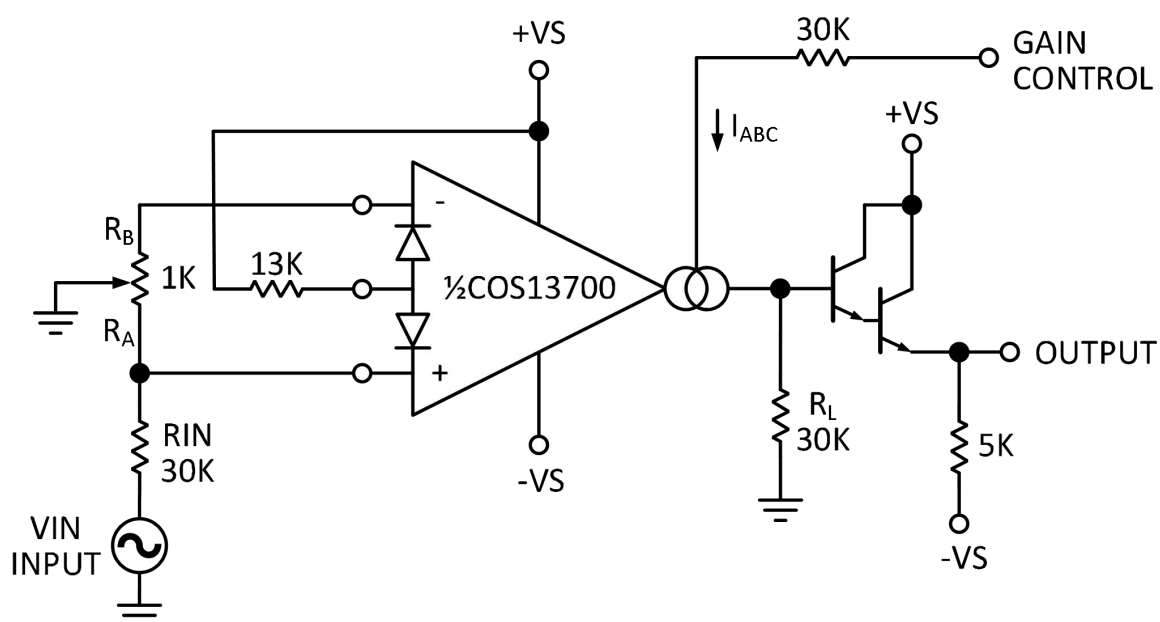 30K
GAIN
CONTROL
+VS
+VS
I_ABC
R_B
1K
13K
-
½COS13700
R_A
+
OUTPUT
RIN
30K
R_L
30K
5K
-VS
VIN
INPUT
-VS